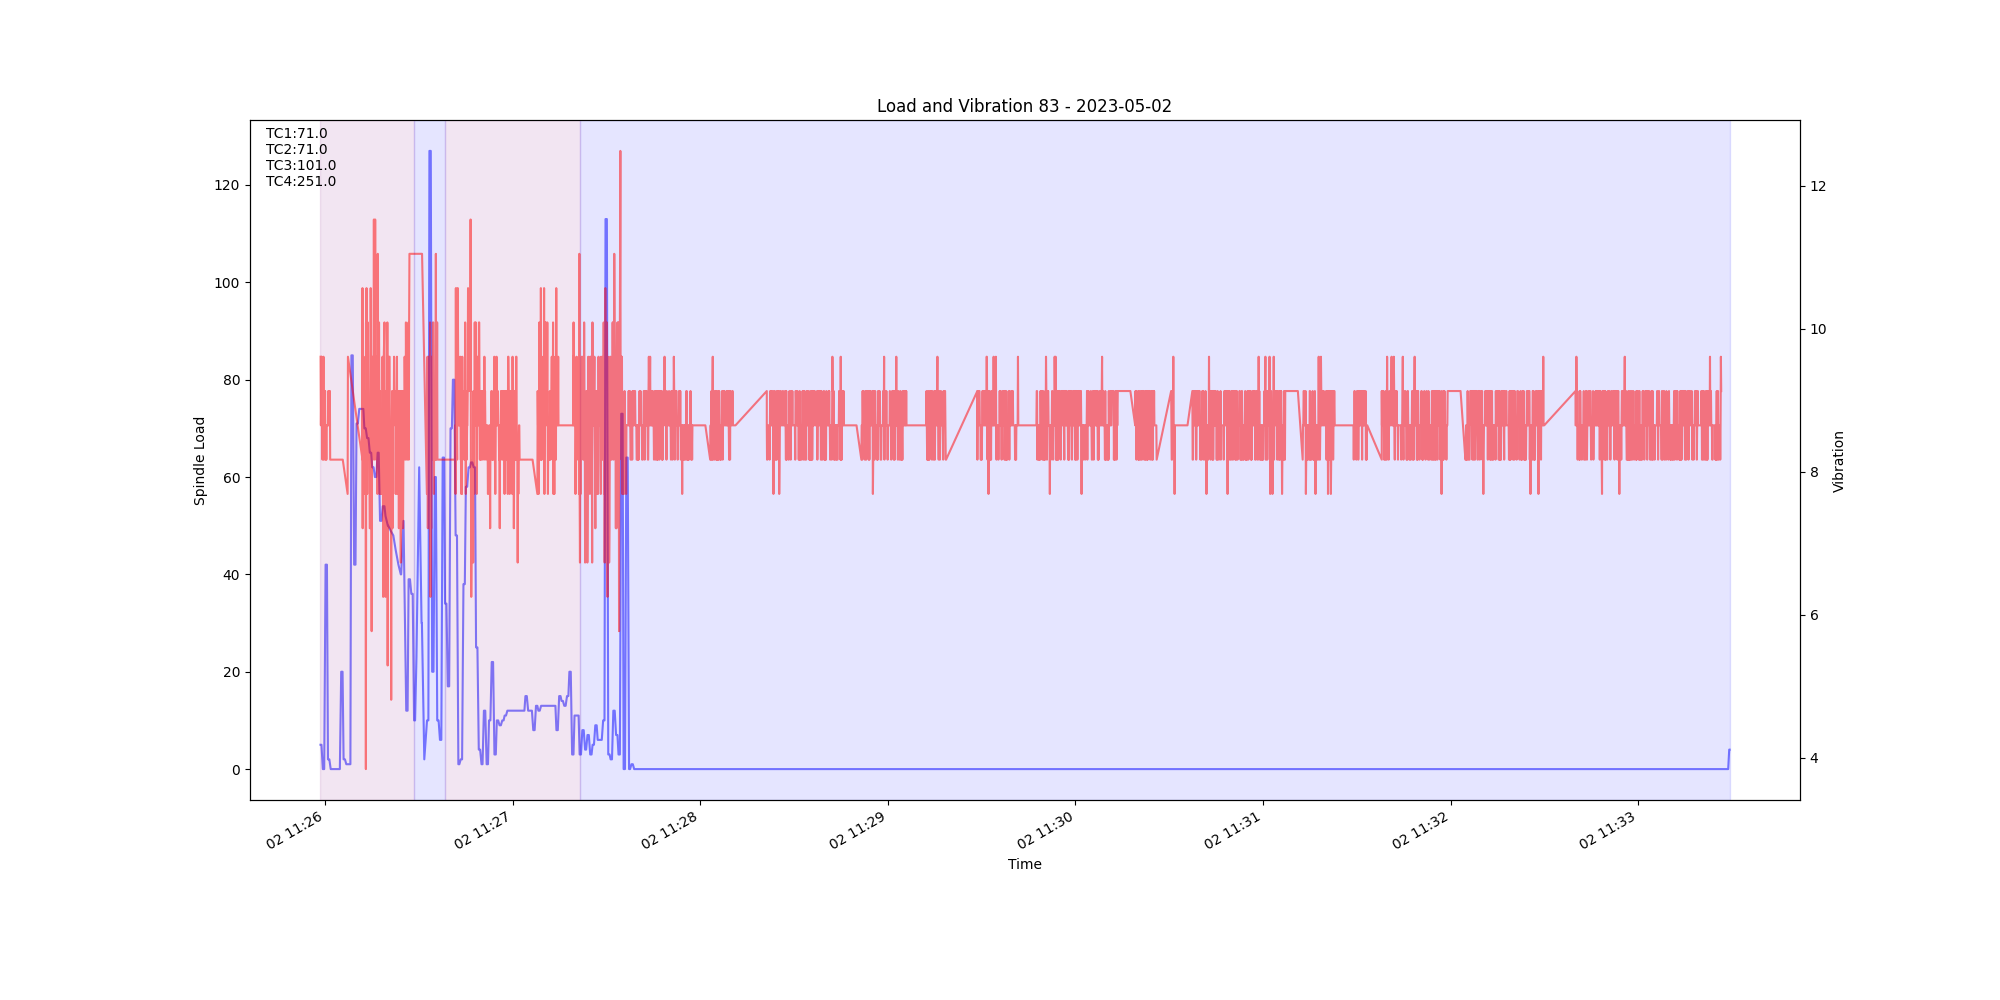 Load and Vibration 83 - 2023-05-02
TC1:71.0
TC2:71.0
TC3:101.0
TC4:251.0
120
100
80
60
40
20
0
Spindle Load
12
10
8
6
4
Vibration
02 11:26
02 11:27
02 11:28
02 11:29
02 11:30
02 11:31
02 11:32
02 11:33
Time